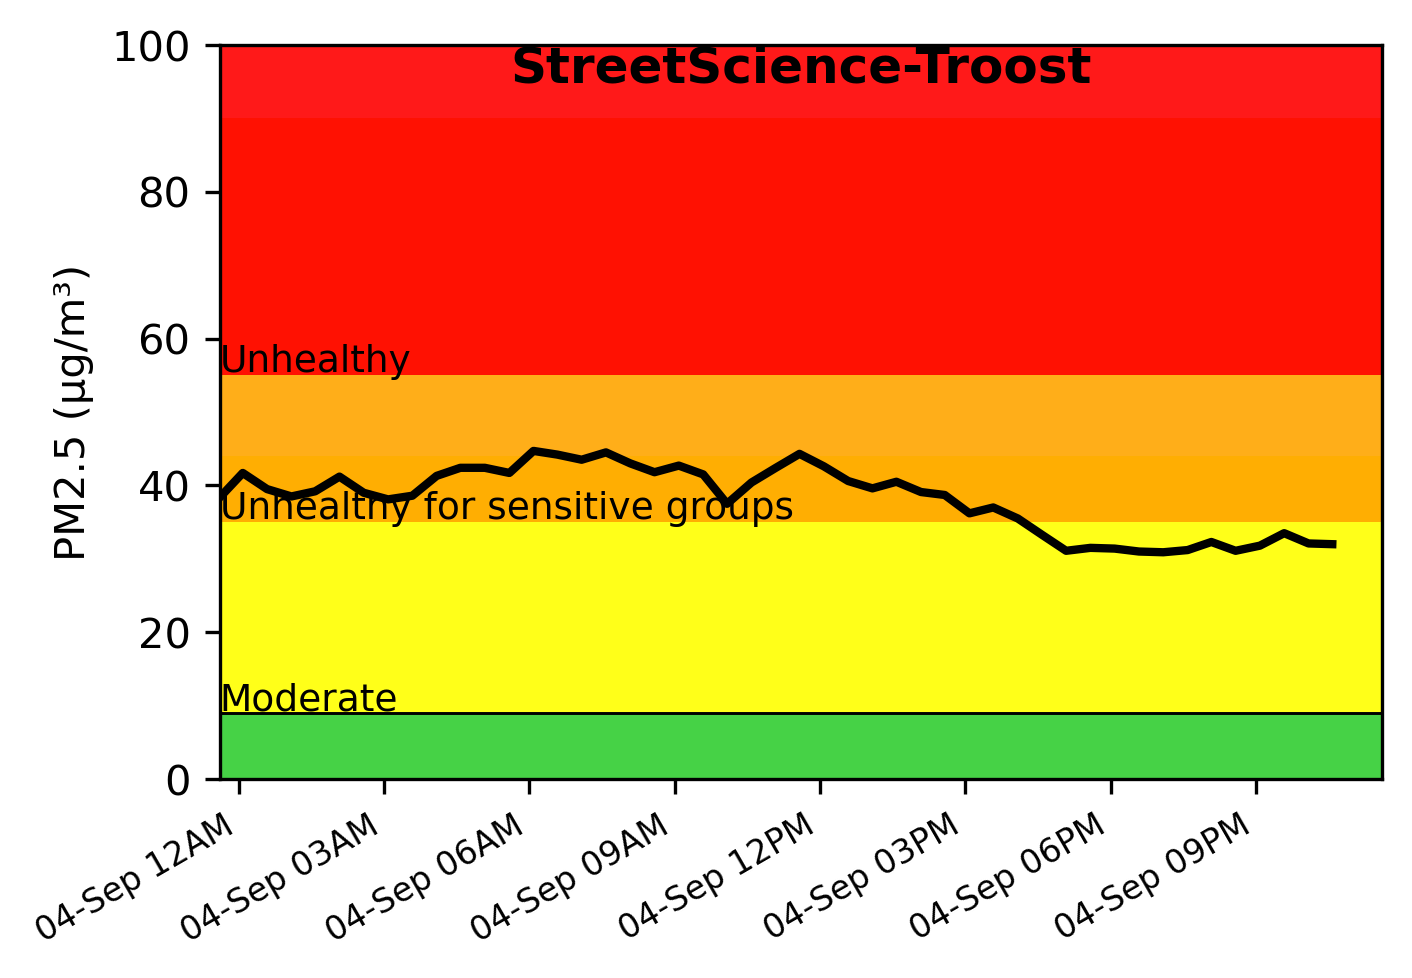 StreetScience-Troost
PM2.5 (µg/m³)
100
80
60
40
20
0
Unhealthy
Unhealthy for sensitive groups
Moderate
04-Sep 12AM
04-Sep 03AM
04-Sep 06AM
04-Sep 09AM
04-Sep 12PM
04-Sep 03PM
04-Sep 06PM
04-Sep 09PM